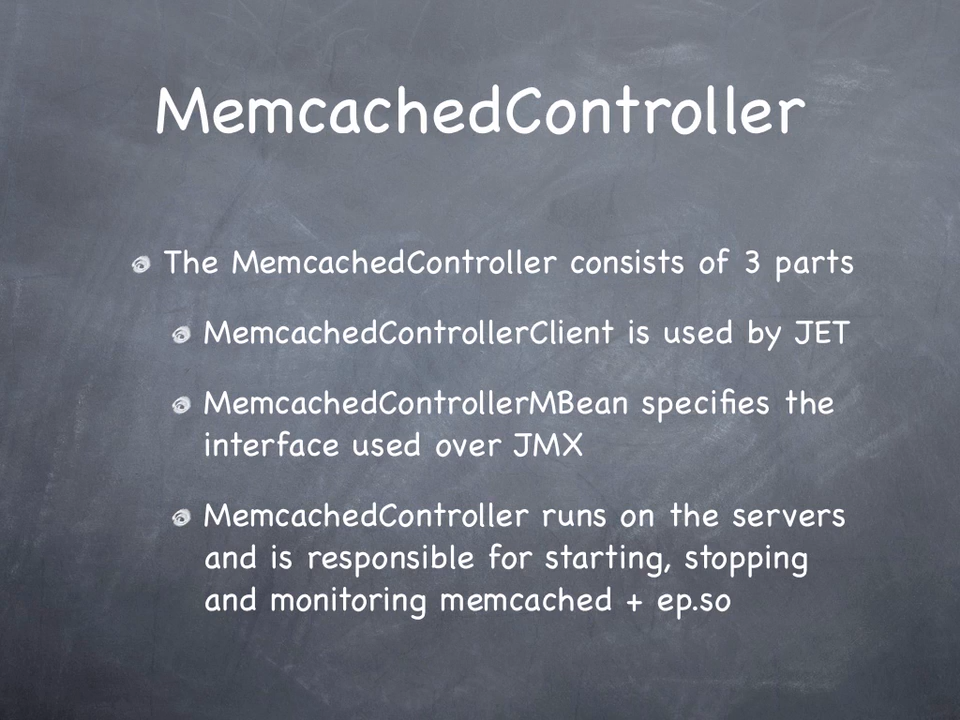 MemcachedController
The MemcachedController consists of 3 parts
MemcachedControllerClient is used by JET
MemcachedControllerMBean specifies the
interface used over JMX
MemcachedController runs on the servers
and is responsible for starting, stopping
and monitoring memcached + ep.so